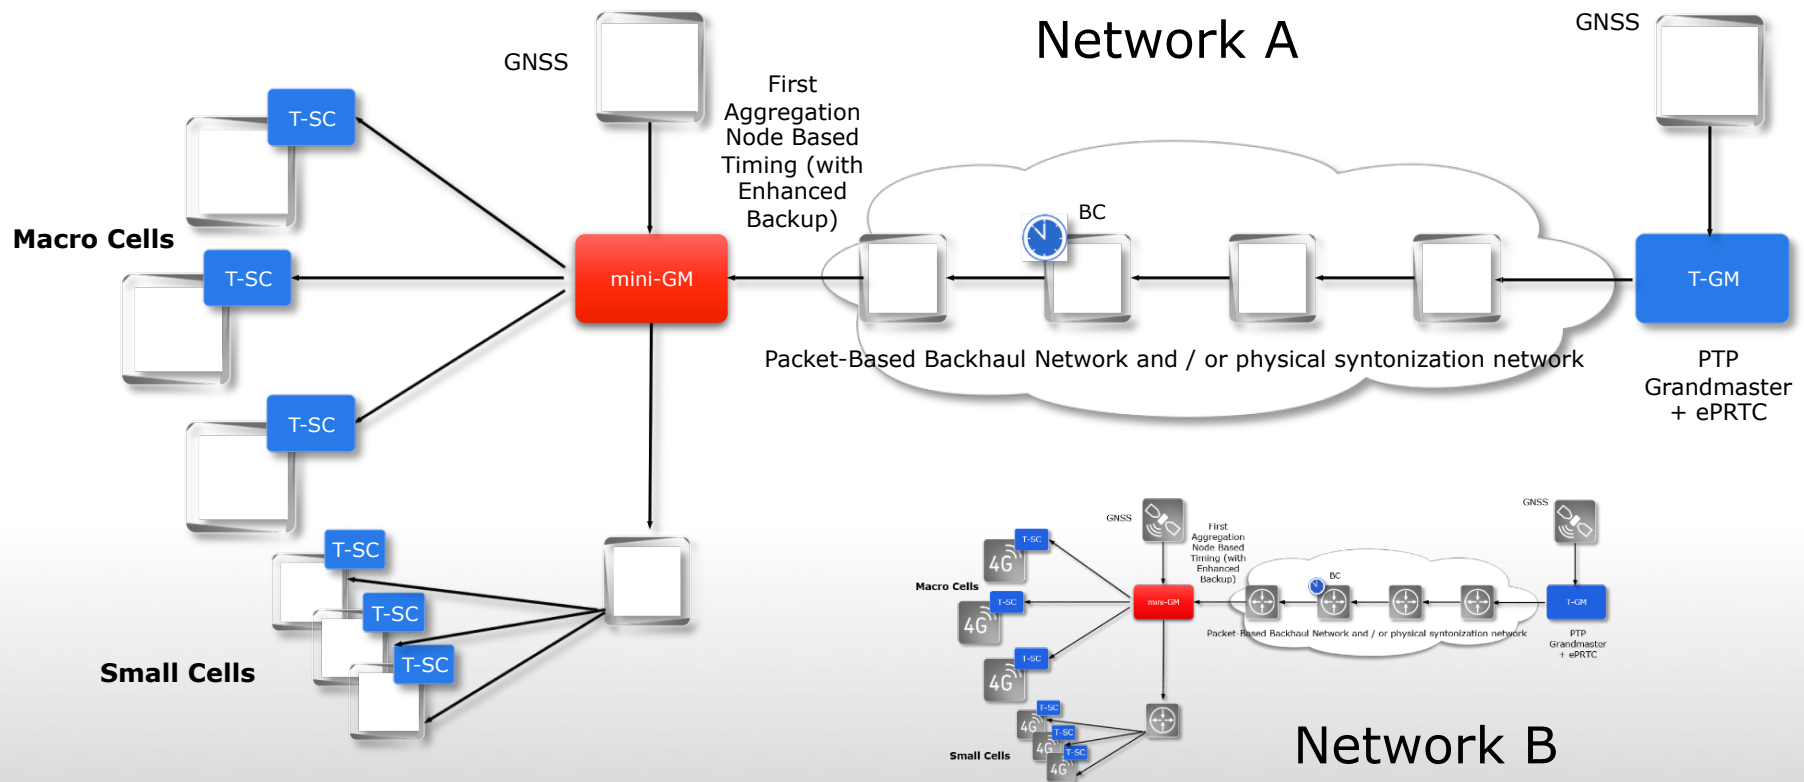 Network A
GNSS
GNSS
First
Aggregation
Node Based
Timing (with
Enhanced
Backup)
T-SC
BC
Macro Cells
T-SC
mini-GM
T-GM
Packet-Based Backhaul Network and / or physical syntonization network
PTP
Grandmaster
+ ePRTC
T-SC
T-SC
T-SC
T-SC
Small Cells
GNSS
GNSS
First
Aggregation
Node Based
Timing (with
Enhanced
Backup)
T-SC
4G
BC
Macro Cells
T-SC
4G
mini-GM
T-GM
Packet-Based Backhaul Network and / or physical syntonization network
PTP
Grandmaster
+ ePRTC
T-SC
4G
T-SC
4G
T-SC
4G
T-SC
4G
Small Cells
Network B